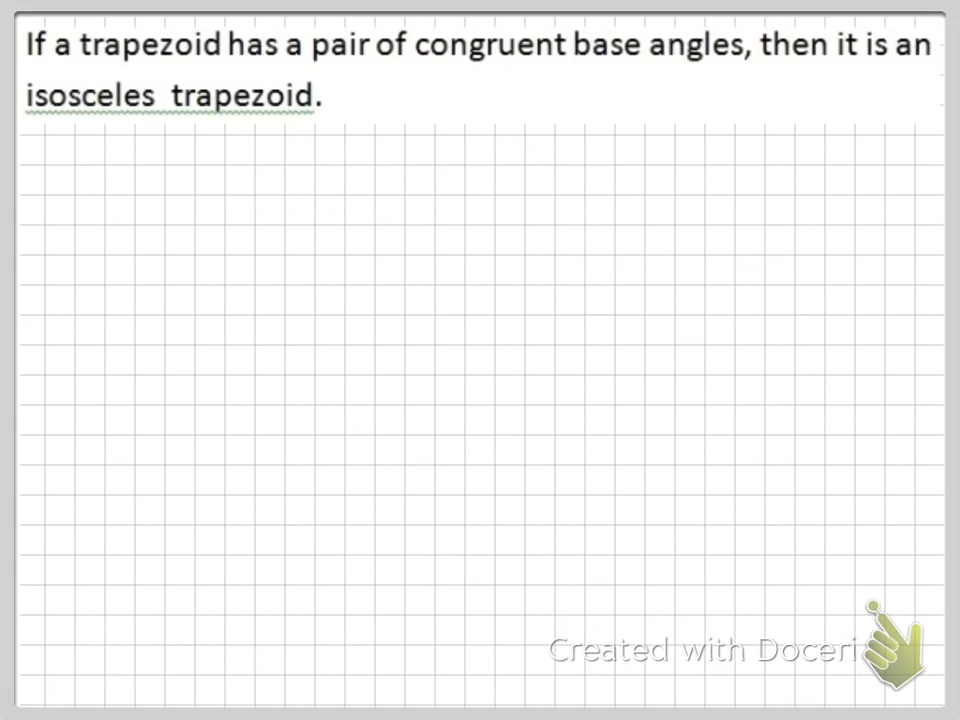 If a trapezoid has a pair of congruent base angles, then it is an
isosceles trapezoid.
Created with Doceri